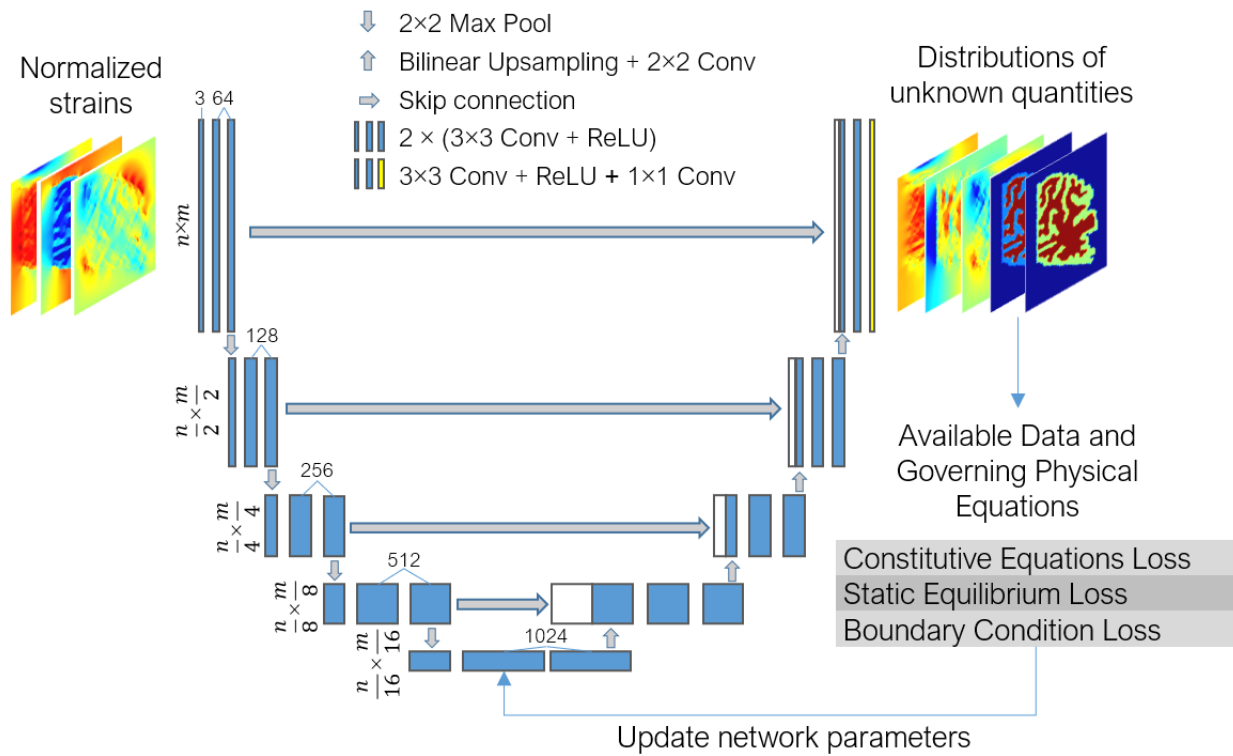 2×2 Max Pool
Bilinear Upsampling + 2×2 Conv
Skip connection
2 × (3×3 Conv + ReLU)
3×3 Conv + ReLU + 1×1 Conv
Normalized
strains
3 64
n×m
128
n/2 × m/2
256
n/4 × m/4
512
n/8 × m/8
1024
n/16 × m/16
Distributions of
unknown quantities
Available Data and
Governing Physical
Equations
Constitutive Equations Loss
Static Equilibrium Loss
Boundary Condition Loss
Update network parameters